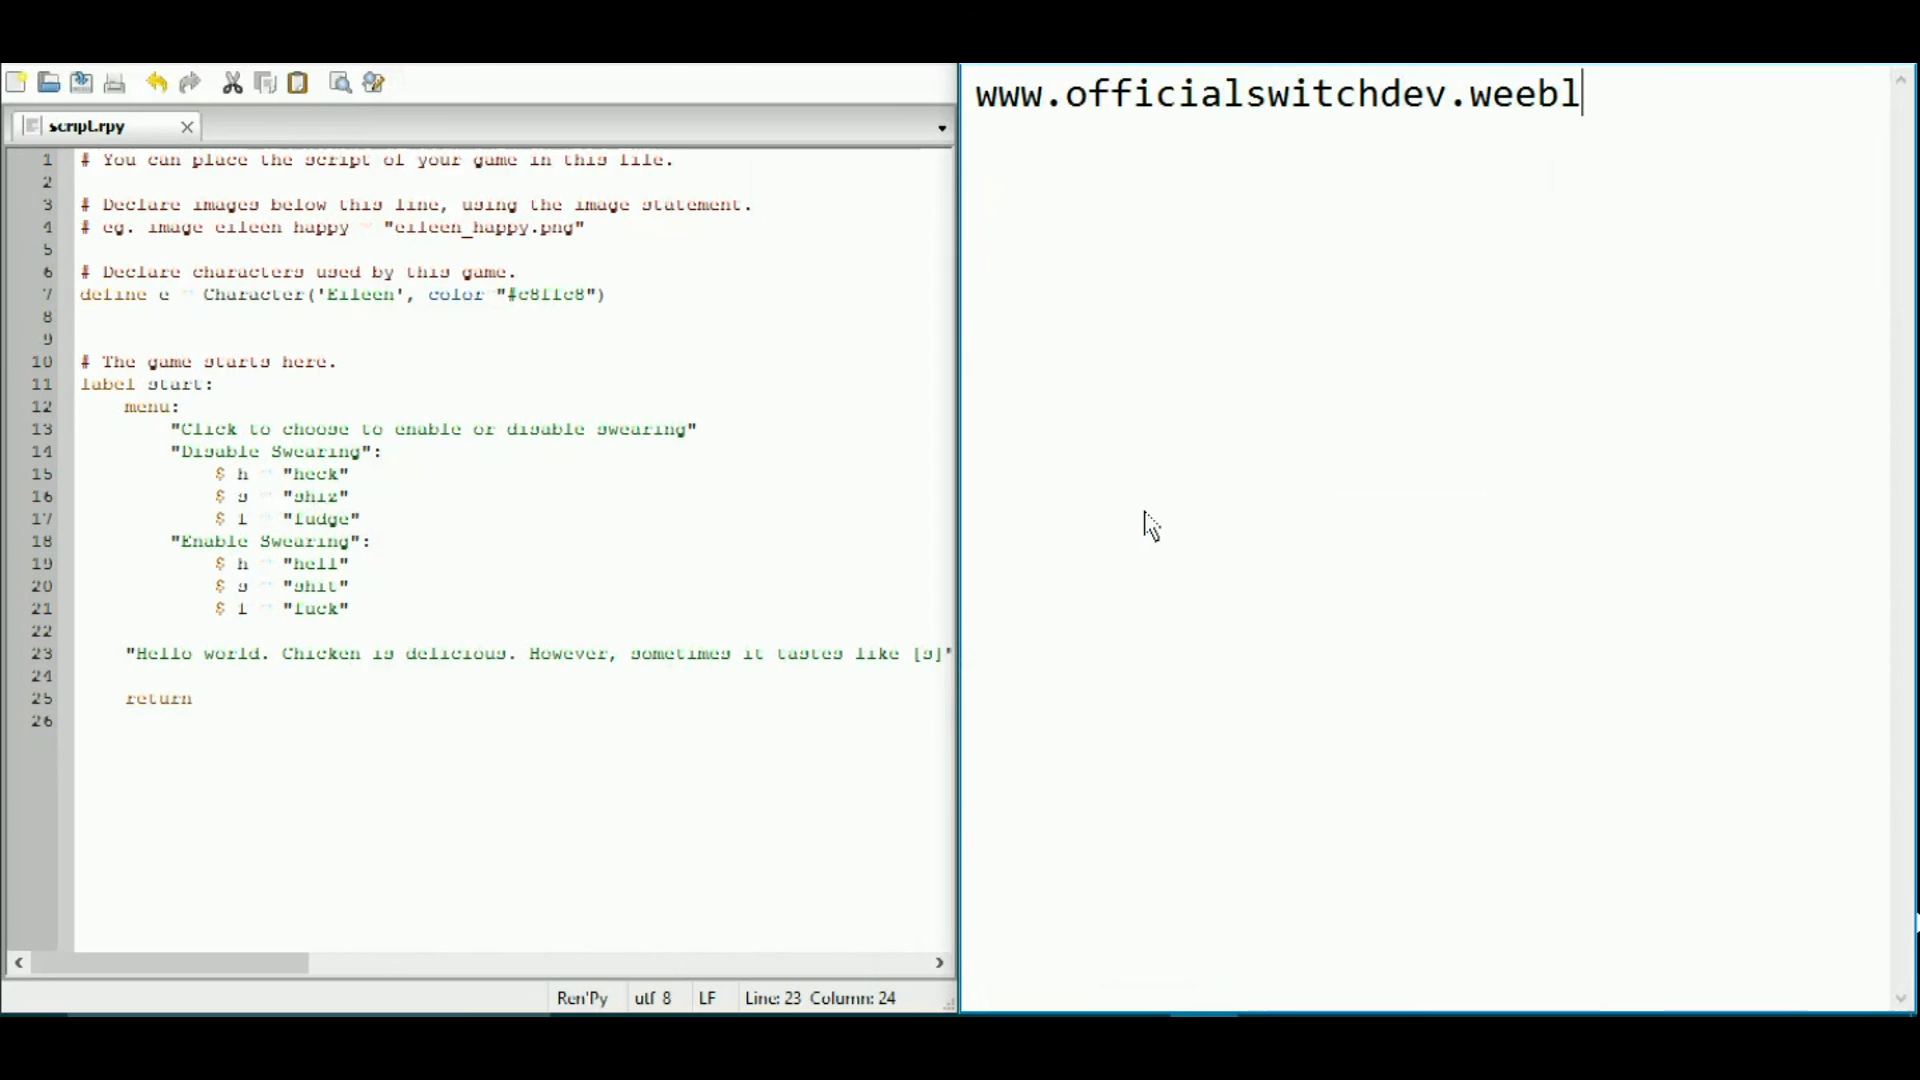 script.rpy
1 # You can place the script of your game in this file.
2
3 # Declare images below this line, using the image statement.
4 # eg. image eileen happy = "eileen_happy.png"
5
6 # Declare characters used by this game.
7 define e = Character('Eileen', color="#c8ffc8")
8
9
10 # The game starts here.
11 label start:
12 menu:
13 "Click to choose to enable or disable swearing"
14 "Disable Swearing":
15 $ h = "heck"
16 $ s = "shiz"
17 $ f = "fudge"
18 "Enable Swearing":
19 $ h = "hell"
20 $ s = "shit"
21 $ f = "fuck"
22
23 "Hello world. Chicken is delicious. However, sometimes it tastes like [s]"
24
25 return
26
Ren'Py utf 8 LF Line: 23 Column: 24
www.officialswitchdev.weebl